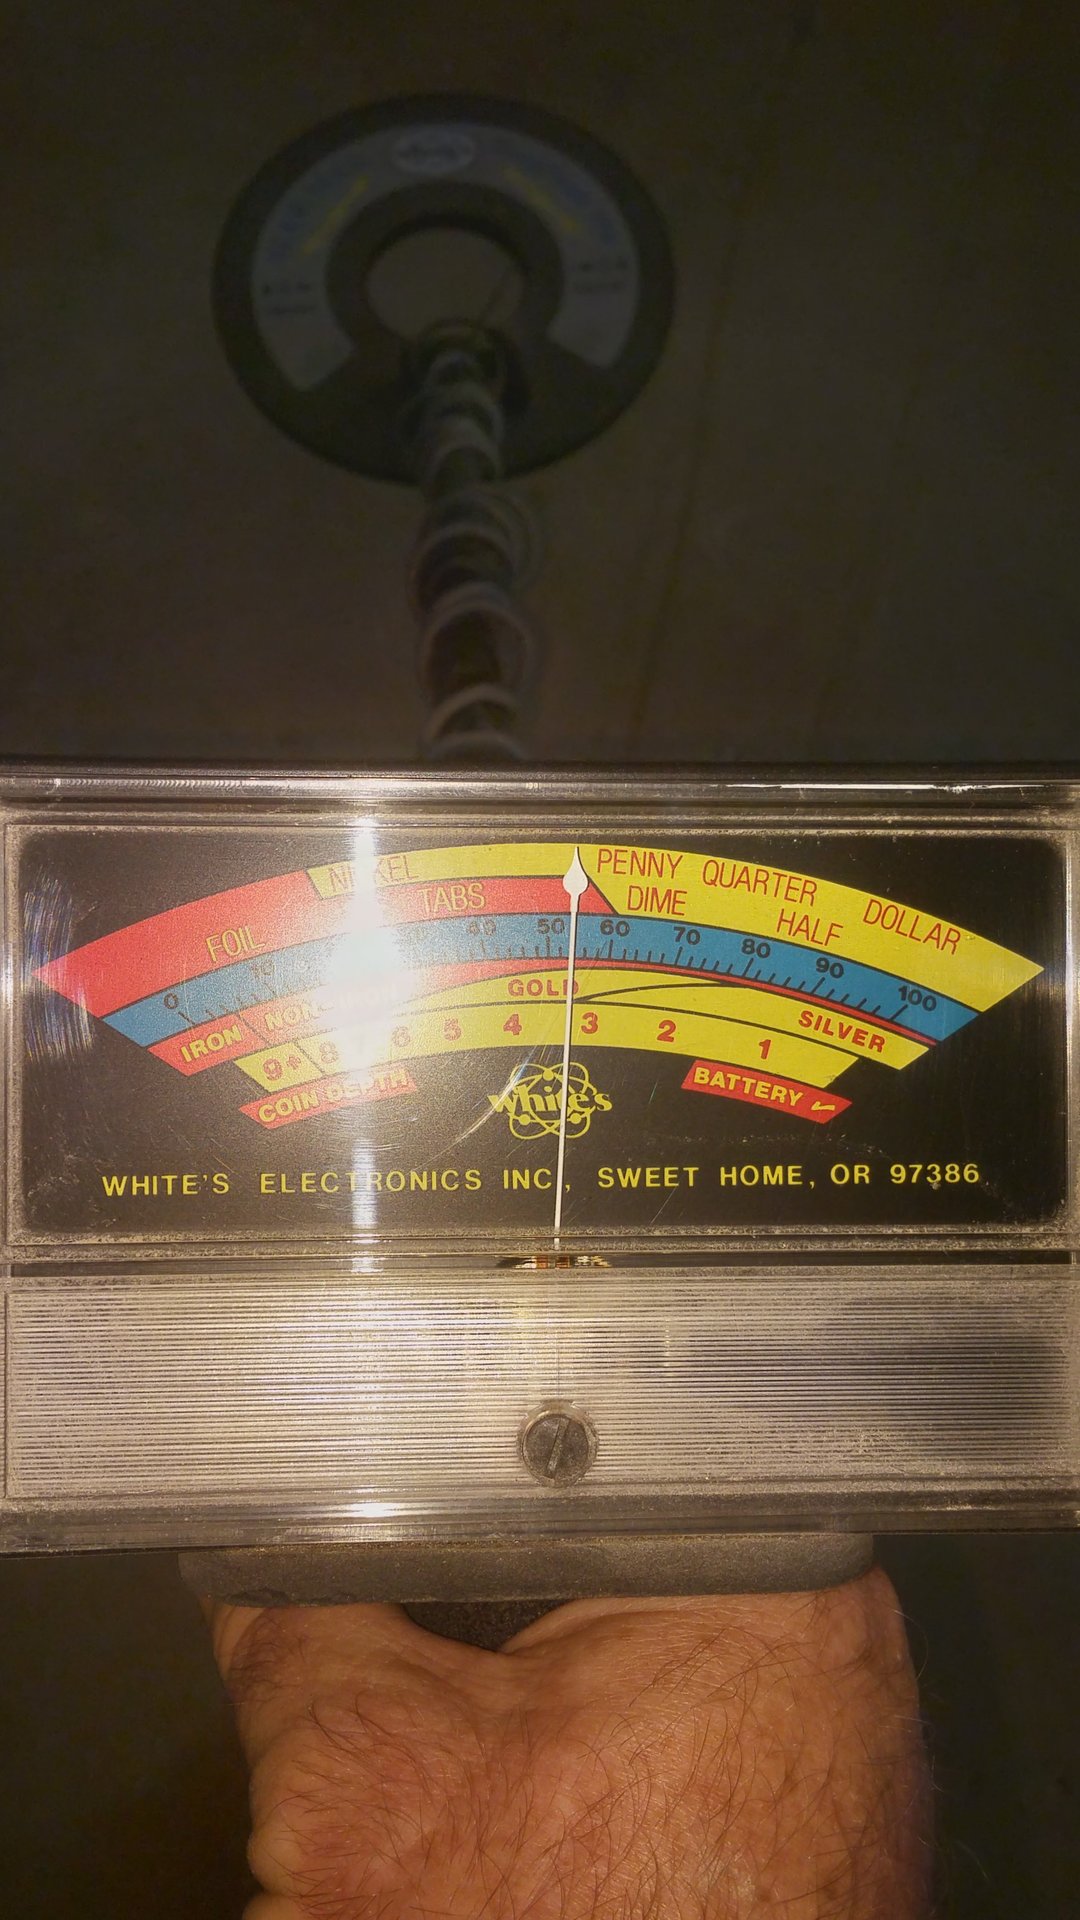 NICKEL PENNY QUARTER
FOIL TABS DIME HALF DOLLAR
0 10 40 50 60 70 80 90 100
IRON GOLD SILVER
9+ 8 6 5 4 3 2 1
COIN DEPTH White's BATTERY
WHITE'S ELECTRONICS INC., SWEET HOME, OR 97386